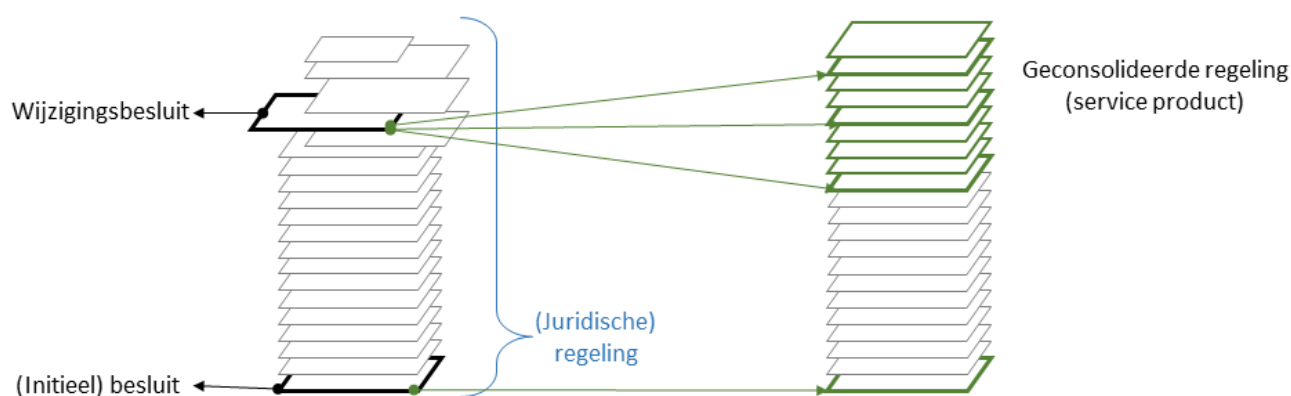 Wijzigingsbesluit
(Initieel) besluit
(Juridische)
regeling
Geconsolideerde regeling
(service product)